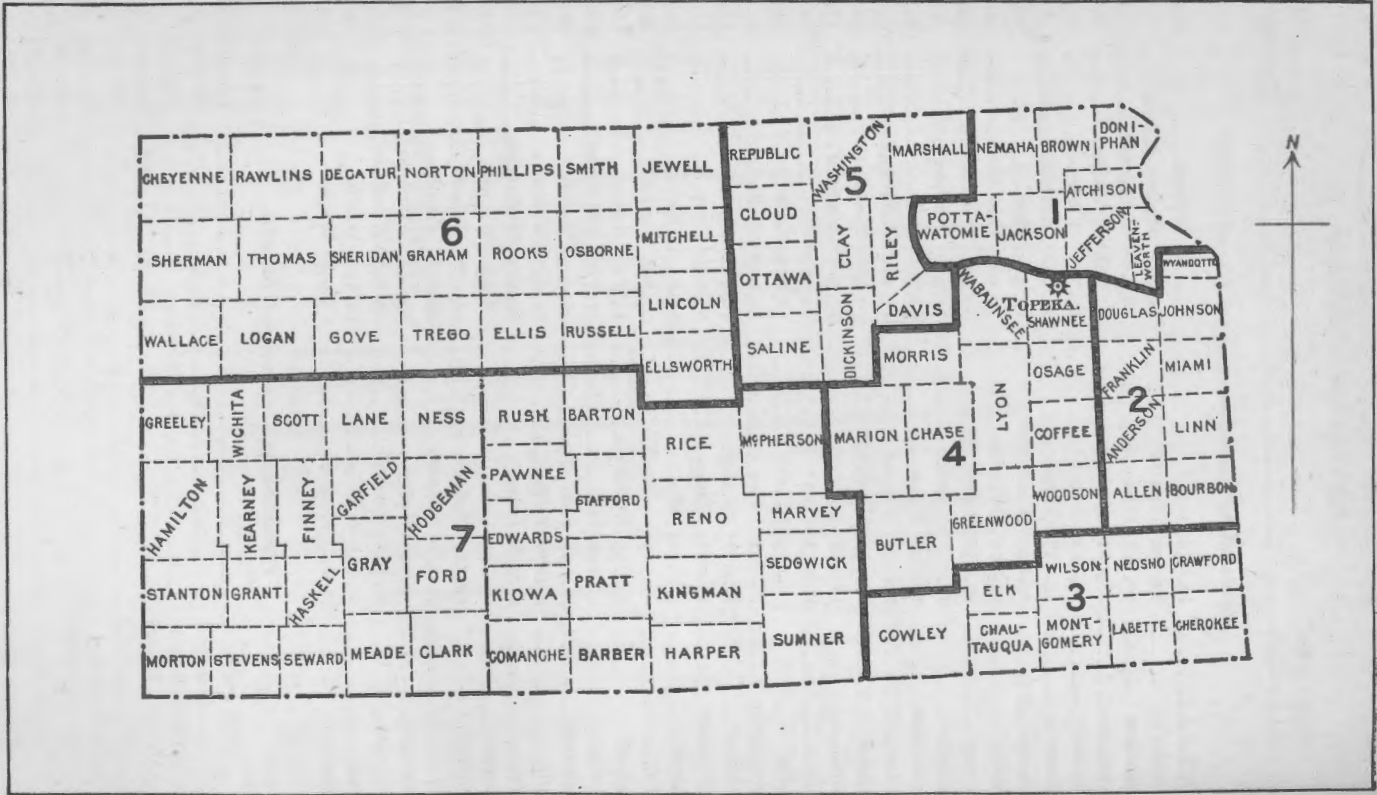 N
CHEYENNE
RAWLINS
DECATUR
NORTON
PHILLIPS
SMITH
JEWELL
REPUBLIC
WASHINGTON
MARSHALL
NEMAHA
BROWN
DONI-
PHAN
ATCHISON
5
CLOUD
POTTA-
WATOMIE
JACKSON
1
JEFFERSON
LEAVEN-
WORTH
WYANDOTTE
SHERMAN
THOMAS
SHERIDAN
6
GRAHAM
ROOKS
OSBORNE
MITCHELL
CLAY
RILEY
OTTAWA
LINCOLN
DAVIS
WABAUNSEE
TOPEKA.
SHAWNEE
DOUGLAS
JOHNSON
WALLACE
LOGAN
GOVE
TREGO
ELLIS
RUSSELL
ELLSWORTH
SALINE
DICKINSON
MORRIS
OSAGE
FRANKLIN
MIAMI
2
GREELEY
WICHITA
SCOTT
LANE
NESS
RUSH
BARTON
RICE
McPHERSON
MARION
CHASE
4
LYON
COFFEE
ANDERSON
LINN
HAMILTON
KEARNEY
FINNEY
GARFIELD
HODGEMAN
7
PAWNEE
STAFFORD
RENO
HARVEY
WOODSON
ALLEN
BOURBON
GREENWOOD
EDWARDS
BUTLER
SEDGWICK
GRAY
FORD
STANTON
GRANT
HASKELL
KIOWA
PRATT
KINGMAN
WILSON
NEOSHO
CRAWFORD
ELK
3
MORTON
STEVENS
SEWARD
MEADE
CLARK
COMANCHE
BARBER
HARPER
SUMNER
COWLEY
CHAU-
TAUQUA
MONT-
GOMERY
LABETTE
CHEROKEE